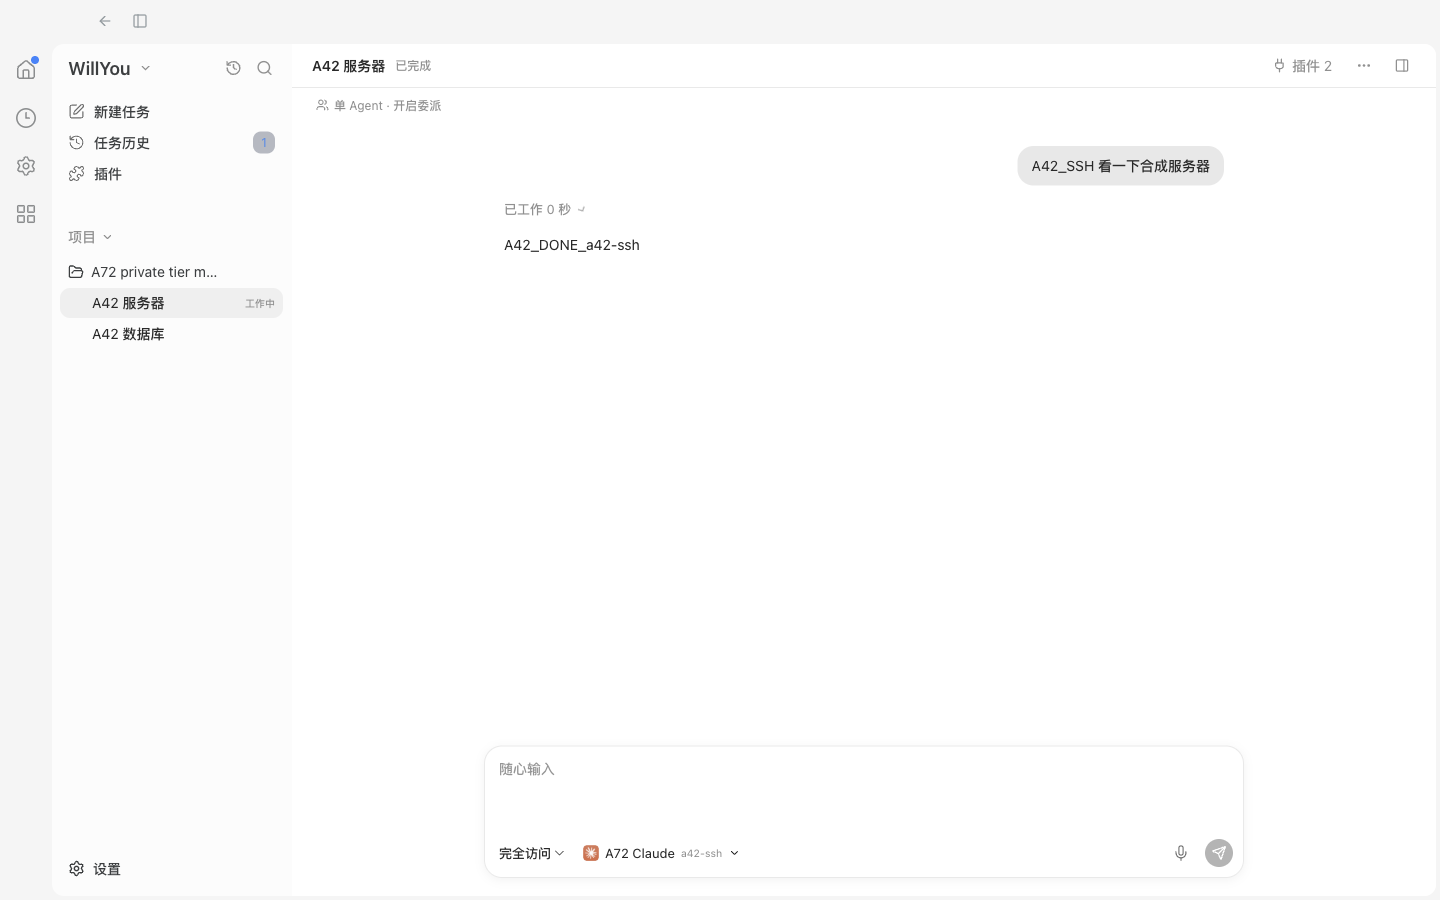 WillYou
新建任务
任务历史 1
插件
项目
A72 private tier m...
A42 服务器 工作中
A42 数据库
设置
A42 服务器 已完成
插件 2
单 Agent · 开启委派
A42_SSH 看一下合成服务器
已工作 0 秒
A42_DONE_a42-ssh
随心输入
完全访问 A72 Claude a42-ssh